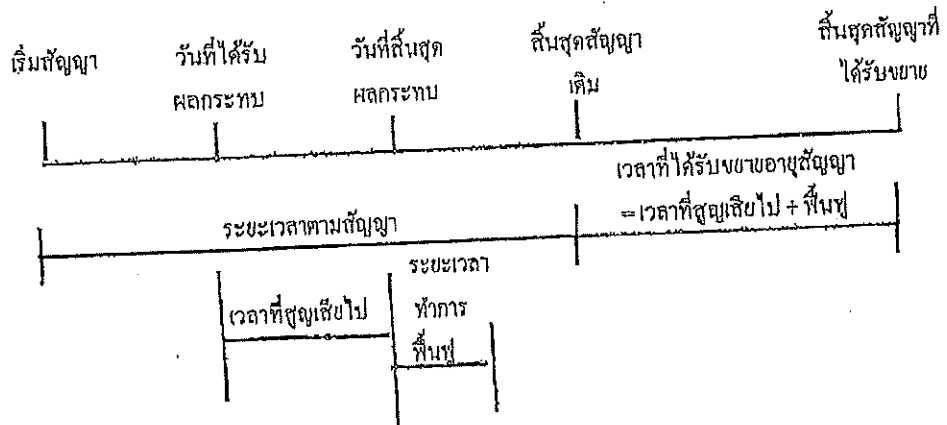 เริ่มสัญญา
วันที่ได้รับ
ผลกระทบ
วันที่สิ้นสุด
ผลกระทบ
สิ้นสุดสัญญา
เดิม
สิ้นสุดสัญญาที่
ได้รับขยาย
เวลาที่ได้รับขยายอายุสัญญา
=เวลาที่สูญเสียไป + ฟื้นฟู
ระยะเวลาตามสัญญา
เวลาที่สูญเสียไป
ระยะเวลา
ทำการ
ฟื้นฟู